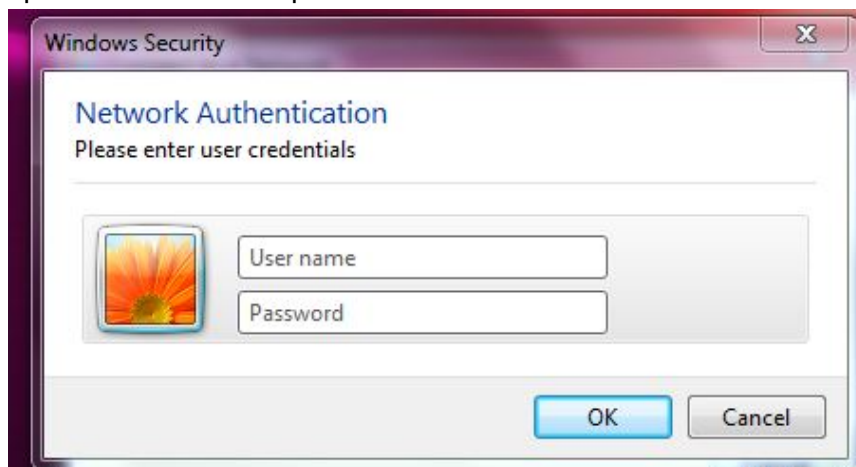 Windows Security
Network Authentication
Please enter user credentials
User name
Password
OK
Cancel